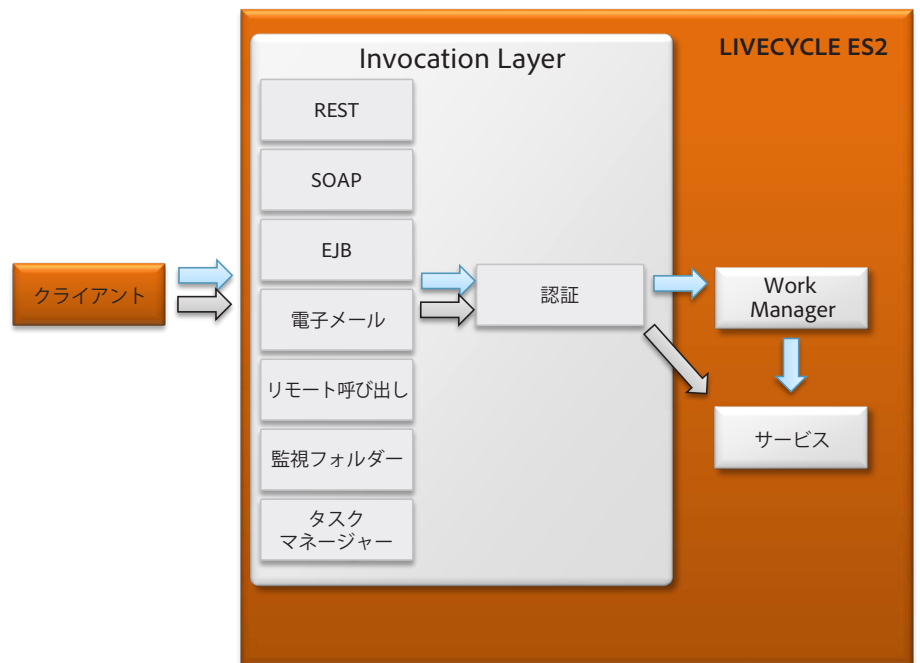 LIVECYCLE ES2
Invocation Layer
REST
SOAP
EJB
電子メール
リモート呼び出し
監視フォルダー
タスク
マネージャー
クライアント
認証
Work
Manager
サービス